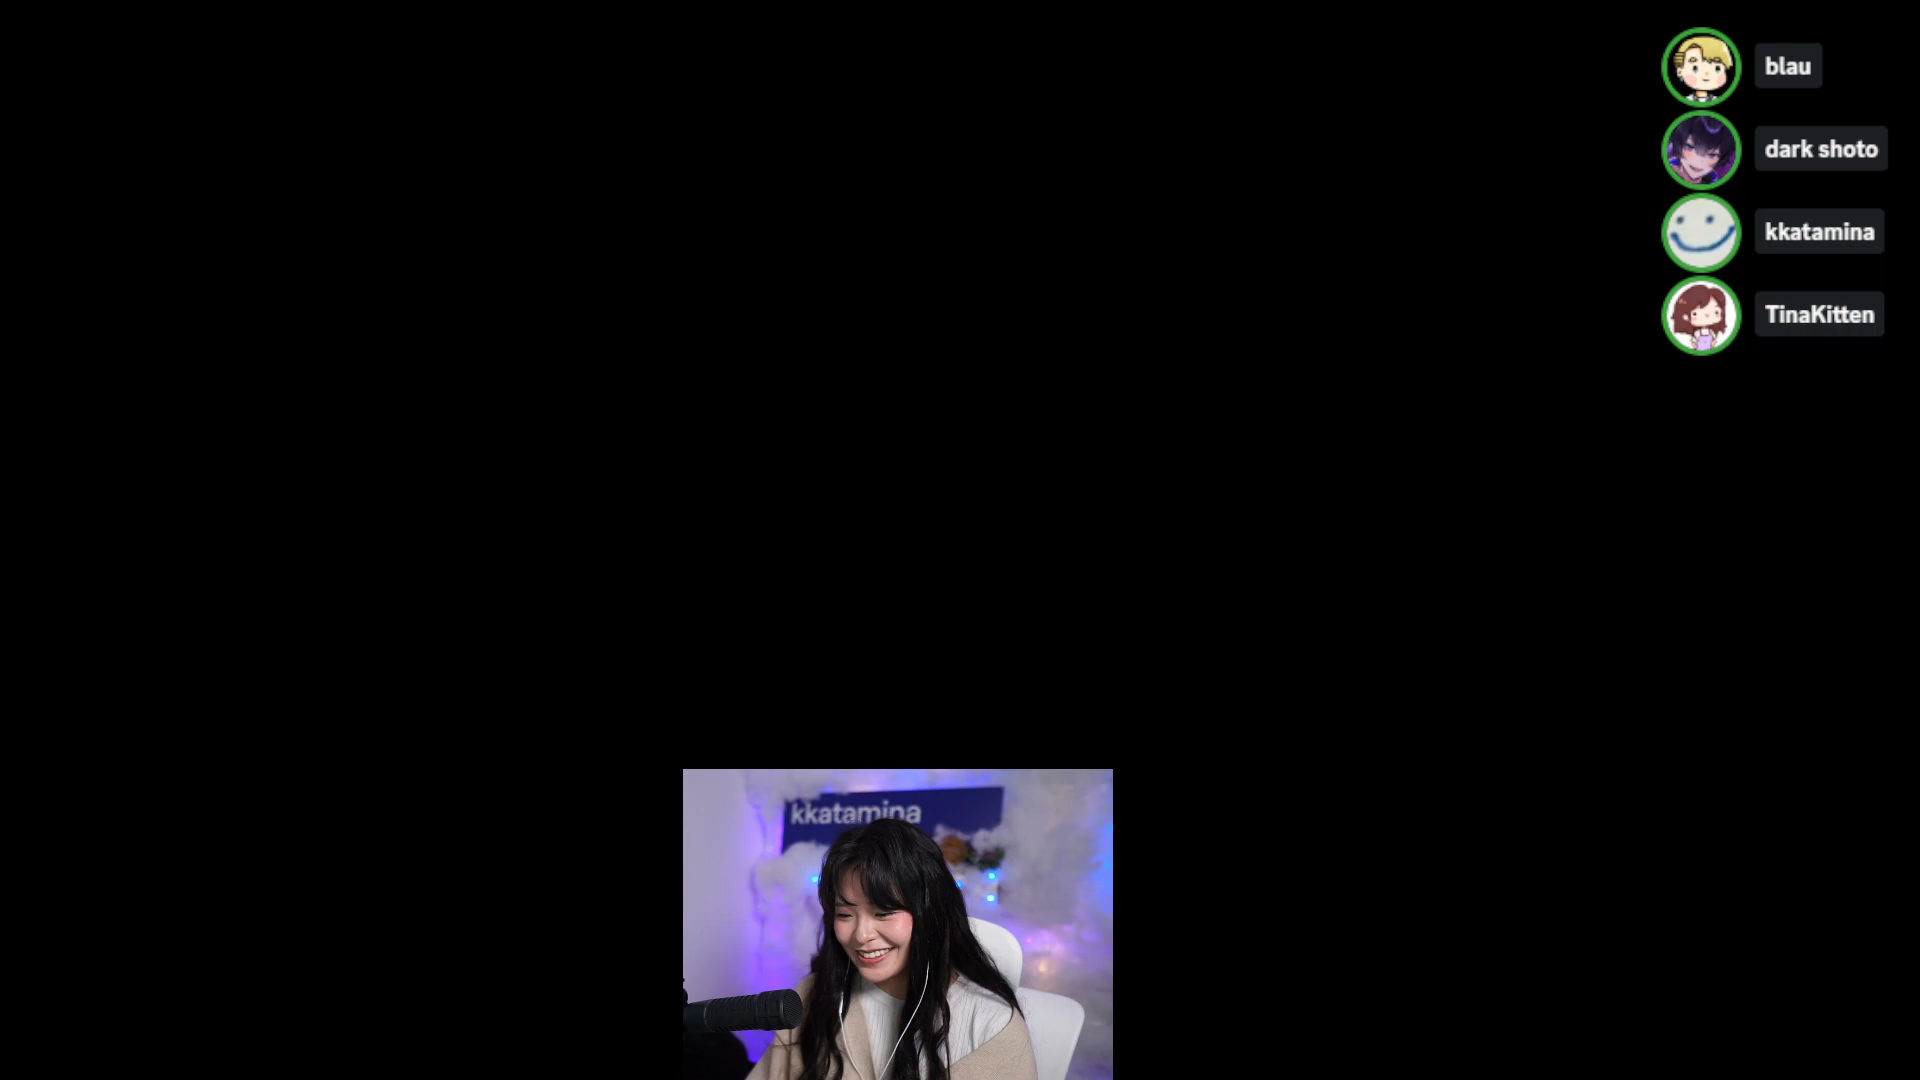 blau
dark shoto
kkatamina
TinaKitten
kkatamina